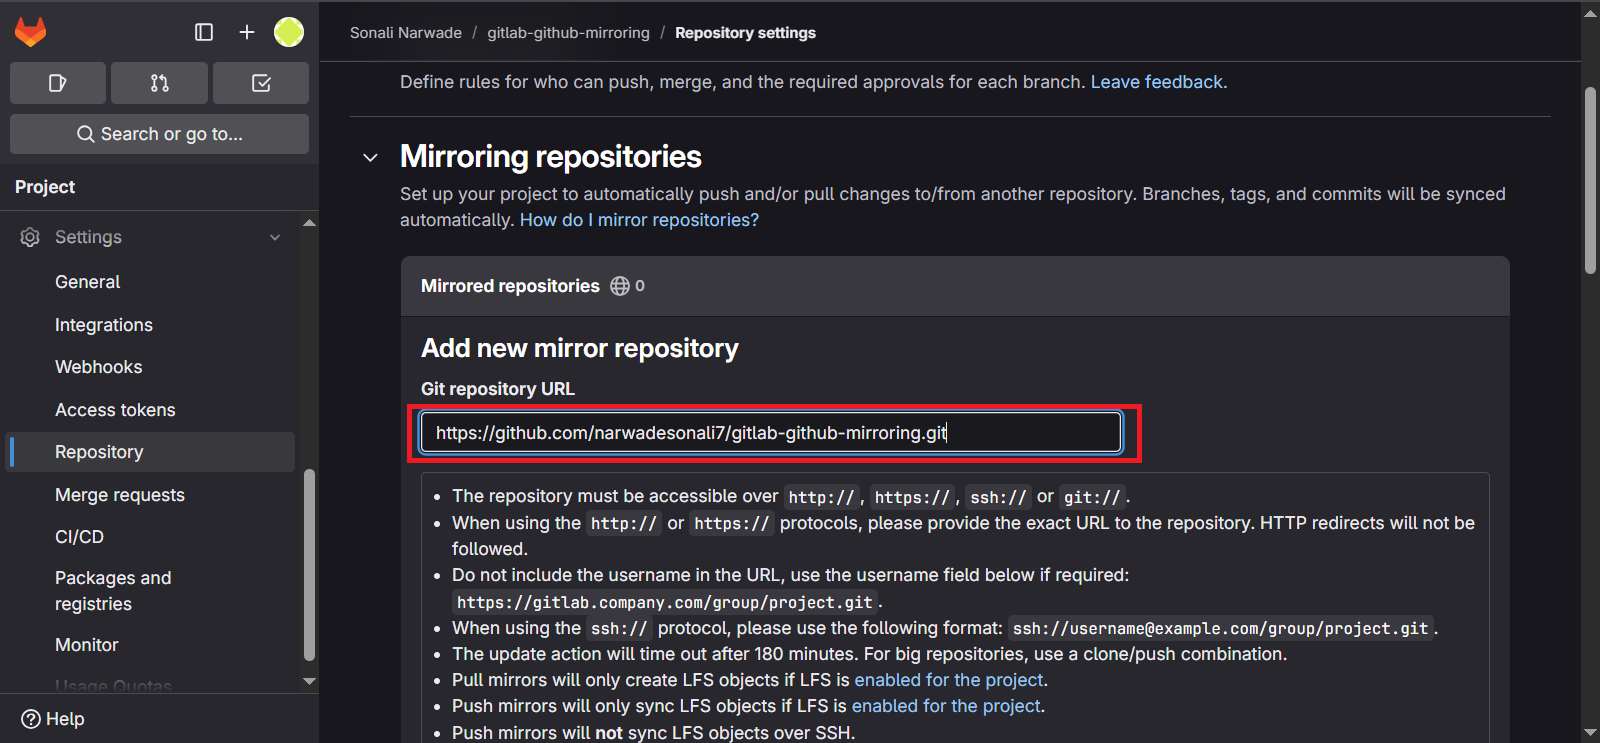 Sonali Narwade / gitlab-github-mirroring / Repository settings
Search or go to...
Project
Settings
General
Integrations
Webhooks
Access tokens
Repository
Merge requests
CI/CD
Packages and
registries
Monitor
Usage Quotas
Help
Define rules for who can push, merge, and the required approvals for each branch. Leave feedback.
Mirroring repositories
Set up your project to automatically push and/or pull changes to/from another repository. Branches, tags, and commits will be synced
automatically. How do I mirror repositories?
Mirrored repositories 0
Add new mirror repository
Git repository URL
https://github.com/narwadesonali7/gitlab-github-mirroring.git
• The repository must be accessible over http://, https://, ssh:// or git://.
• When using the http:// or https:// protocols, please provide the exact URL to the repository. HTTP redirects will not be
followed.
• Do not include the username in the URL, use the username field below if required:
https://gitlab.company.com/group/project.git.
• When using the ssh:// protocol, please use the following format: ssh://username@example.com/group/project.git.
• The update action will time out after 180 minutes. For big repositories, use a clone/push combination.
• Pull mirrors will only create LFS objects if LFS is enabled for the project.
• Push mirrors will only sync LFS objects if LFS is enabled for the project.
• Push mirrors will not sync LFS objects over SSH.